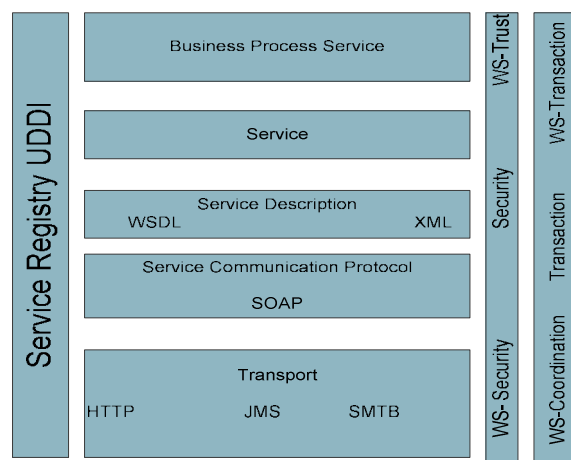 Service Registry UDDI
Business Process Service
Service
Service Description
WSDL XML
Service Communication Protocol
SOAP
Transport
HTTP JMS SMTB
WS-Trust
Security
WS- Security
WS-Transaction
Transaction
WS-Coordination